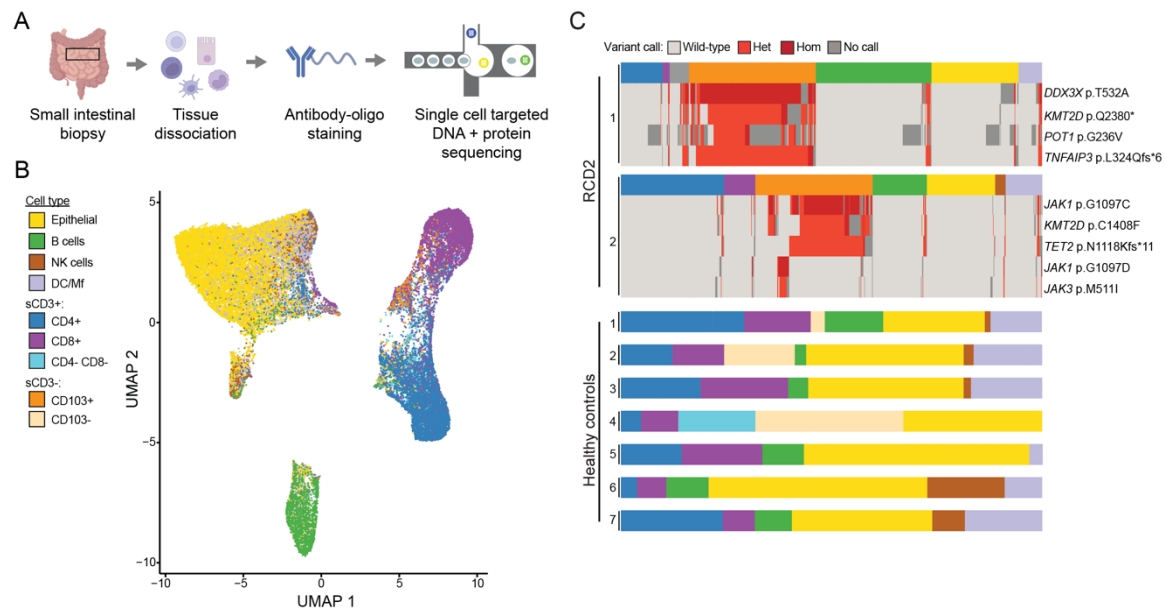 A
Small intestinal
biopsy
Tissue
dissociation
Antibody-oligo
staining
Single cell targeted
DNA + protein
sequencing
B
Cell type
Epithelial
B cells
NK cells
DC/Mf
sCD3+:
CD4+
CD8+
CD4- CD8-
sCD3-:
CD103+
CD103-
UMAP 2
5
0
−5
−10
−10
−5
0
5
10
UMAP 1
C
Variant call: Wild-type Het Hom No call
RCD2
1
DDX3X p.T532A
KMT2D p.Q2380*
POT1 p.G236V
TNFAIP3 p.L324Qfs*6
2
JAK1 p.G1097C
KMT2D p.C1408F
TET2 p.N1118Kfs*11
JAK1 p.G1097D
JAK3 p.M511I
Healthy controls
1
2
3
4
5
6
7